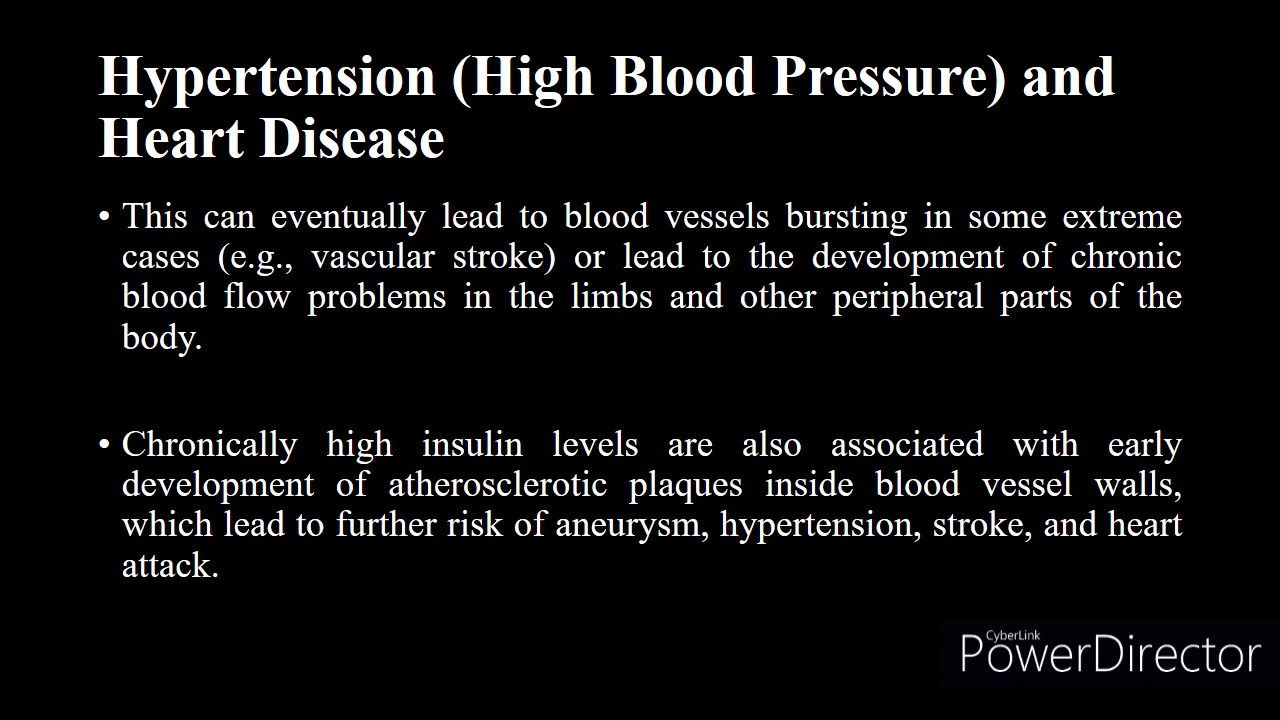 Hypertension (High Blood Pressure) and
Heart Disease
• This can eventually lead to blood vessels bursting in some extreme
cases (e.g., vascular stroke) or lead to the development of chronic
blood flow problems in the limbs and other peripheral parts of the
body.
• Chronically high insulin levels are also associated with early
development of atherosclerotic plaques inside blood vessel walls,
which lead to further risk of aneurysm, hypertension, stroke, and heart
attack.
CyberLink
PowerDirector